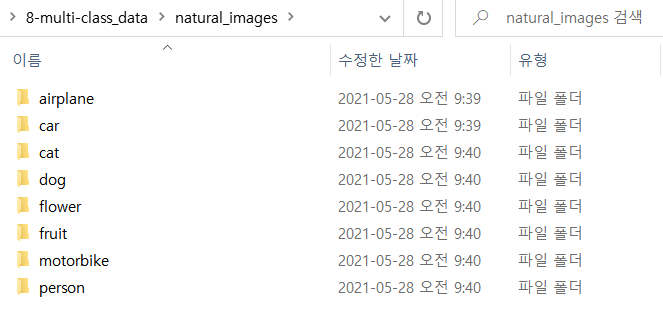 8-multi-class_data > natural_images > natural_images 검색
이름 수정한 날짜 유형
airplane 2021-05-28 오전 9:39 파일 폴더
car 2021-05-28 오전 9:39 파일 폴더
cat 2021-05-28 오전 9:40 파일 폴더
dog 2021-05-28 오전 9:40 파일 폴더
flower 2021-05-28 오전 9:40 파일 폴더
fruit 2021-05-28 오전 9:40 파일 폴더
motorbike 2021-05-28 오전 9:40 파일 폴더
person 2021-05-28 오전 9:40 파일 폴더